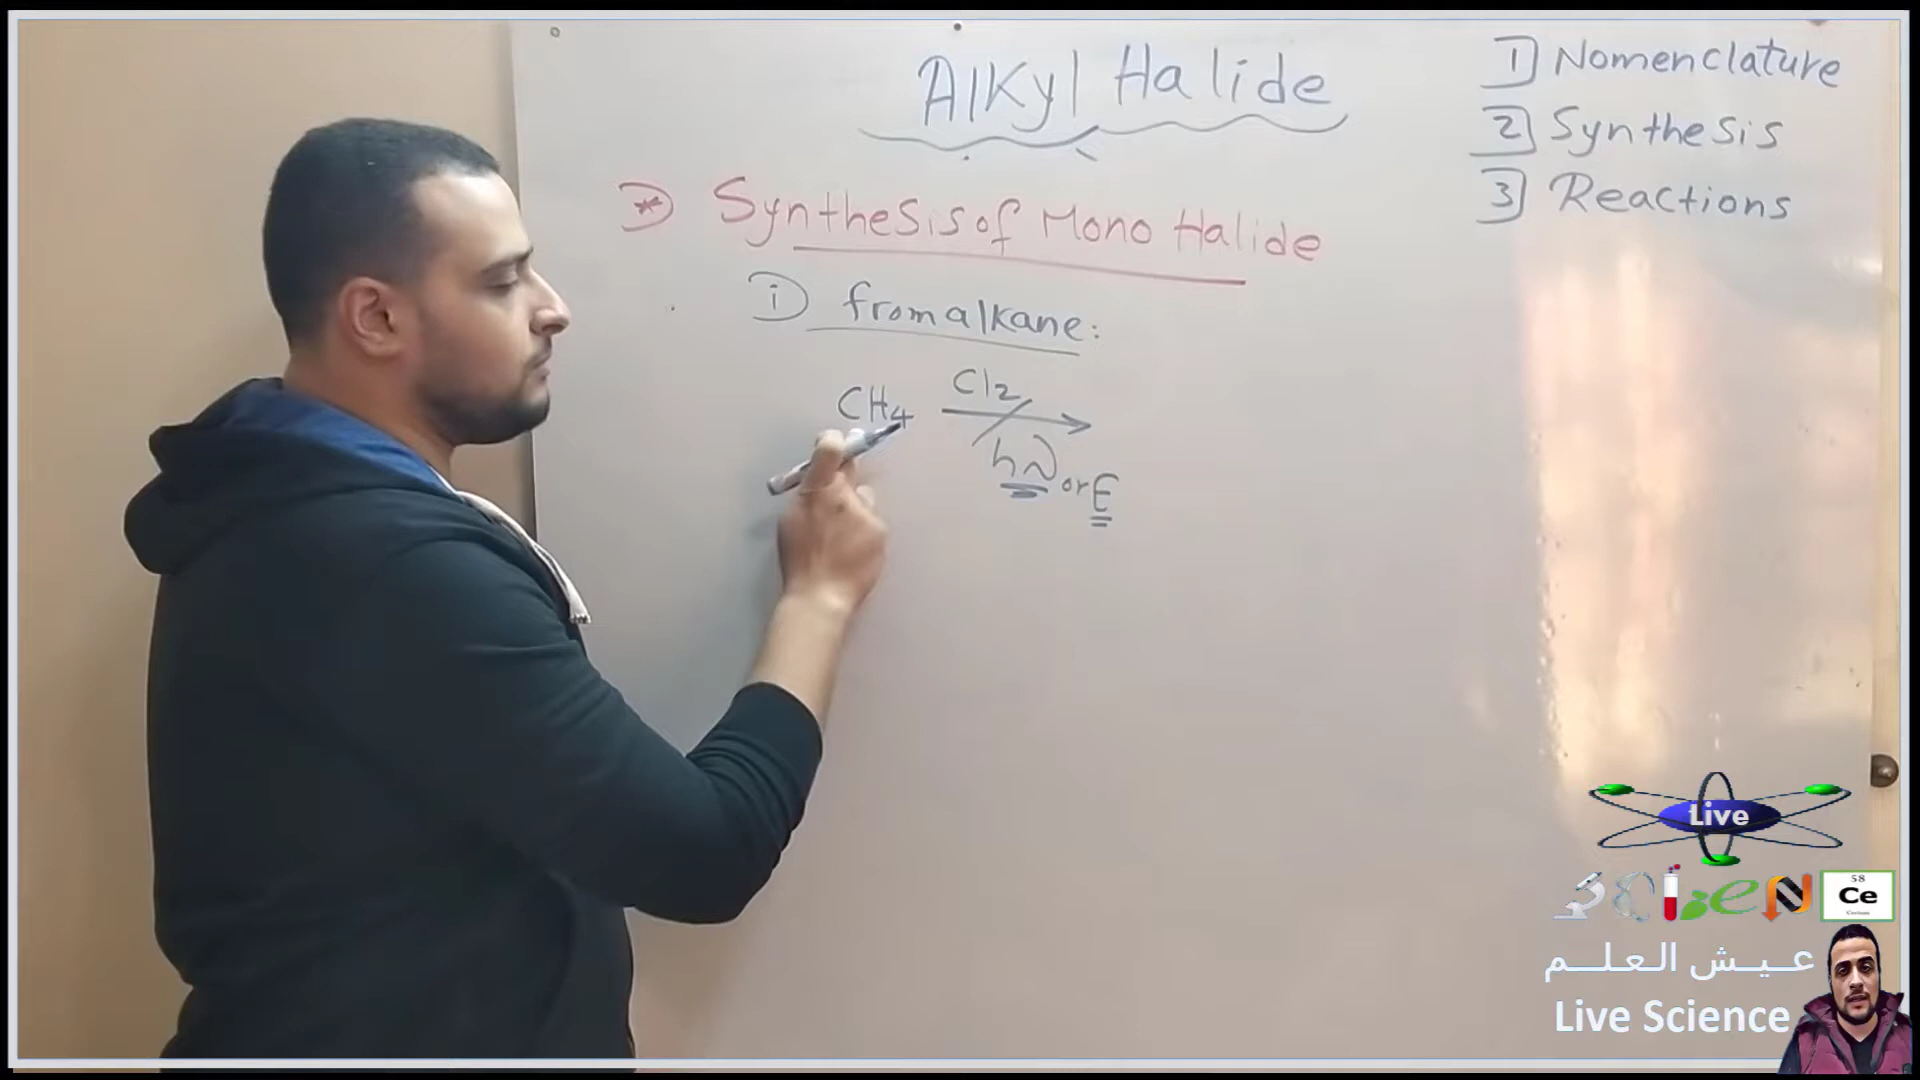 Alkyl Halide
1 Nomenclature
2 Synthesis
3 Reactions
* Synthesis of Mono Halide
i from alkane:
CH4 Cl2
hν or E
Live
SCieN 58 Ce
Cerium
عيش العلم
Live Science